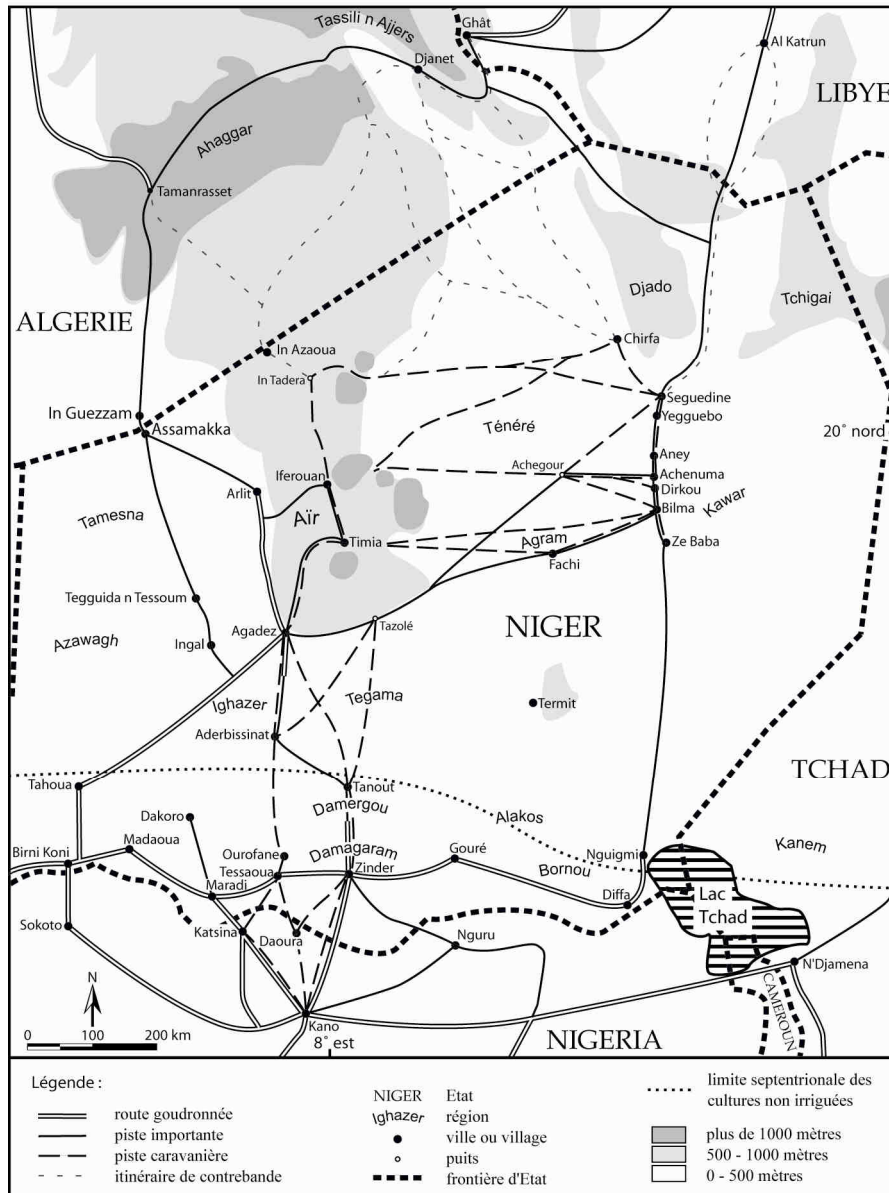 Tassili n Ajjers
Ghât
Al Katrun
Djanet
LIBYE
Ahaggar
Tamanrasset
Djado
Tchigai
ALGERIE
Chirfa
In Azaoua
In Tadera
Seguedine
In Guezzam
Yegguebo
Assamakka
Ténéré
20° nord
Aney
Achegour
Achenuma
Iferouan
Dirkou
Arlit
Kawar
Aïr
Bilma
Tamesna
Timia
Agram
Ze Baba
Fachi
Tegguida n Tessoum
NIGER
Tazolé
Agadez
Azawagh
Ingal
Tegama
Ighazer
Termit
Aderbissinat
TCHAD
Tahoua
Tanout
Damergou
Dakoro
Alakos
Madaoua
Kanem
Birni Koni
Ourofane
Damagaram
Gouré
Nguigmi
Tessaoua
Zinder
Bornou
Maradi
Diffa
Lac
Tchad
Sokoto
Katsina
Daoura
Nguru
N'Djamena
N
CAMEROUN
0 100 200 km
Kano
8° est
NIGERIA
Légende :
route goudronnée
piste importante
piste caravanière
itinéraire de contrebande
NIGER Etat
Ighazer région
ville ou village
puits
frontière d'Etat
limite septentrionale des
cultures non irriguées
plus de 1000 mètres
500 - 1000 mètres
0 - 500 mètres